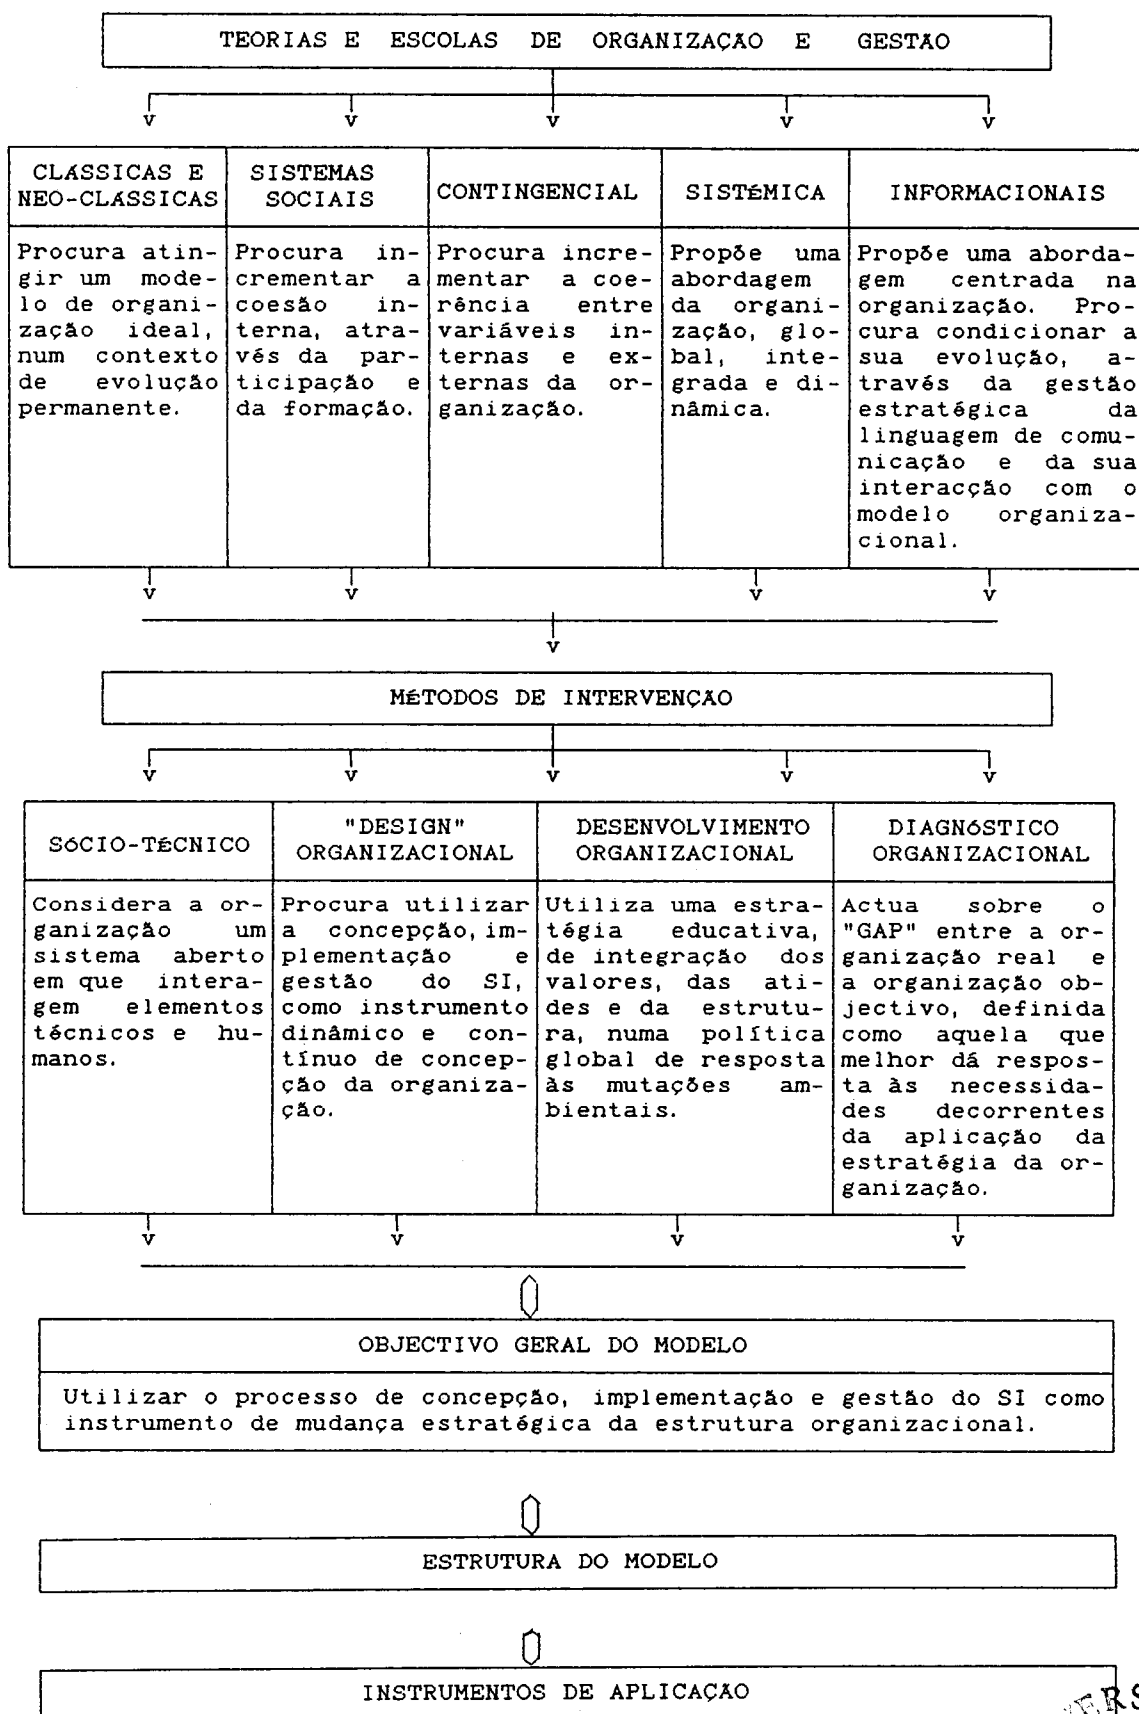 TEORIAS E ESCOLAS DE ORGANIZAÇÃO E GESTÃO
v v v v v
CLÁSSICAS E
NEO-CLÁSSICAS
Procura atin-
gir um mode-
lo de organi-
zação ideal,
num contexto
de evolução
permanente.
SISTEMAS
SOCIAIS
Procura in-
crementar a
coesão in-
terna, atra-
vés da par-
ticipação e
da formação.
CONTINGENCIAL
Procura incre-
mentar a coe-
rência entre
variáveis in-
ternas e ex-
ternas da or-
ganização.
SISTÉMICA
Propõe uma
abordagem
da organi-
zação, glo-
bal, inte-
grada e di-
nâmica.
INFORMACIONAIS
Propõe uma aborda-
gem centrada na
organização. Pro-
cura condicionar a
sua evolução, a-
través da gestão
estratégica da
linguagem de comu-
nicação e da sua
interacção com o
modelo organiza-
cional.
v v v v
v
MÉTODOS DE INTERVENÇÃO
v v v v v
SÓCIO-TÉCNICO
Considera a or-
ganização um
sistema aberto
em que intera-
gem elementos
técnicos e hu-
manos.
"DESIGN"
ORGANIZACIONAL
Procura utilizar
a concepção, im-
plementação e
gestão do SI,
como instrumento
dinâmico e con-
tínuo de concep-
ção da organiza-
ção.
DESENVOLVIMENTO
ORGANIZACIONAL
Utiliza uma estra-
tégia educativa,
de integração dos
valores, das ati-
des e da estrutu-
ra, numa política
global de resposta
às mutações am-
bientais.
DIAGNÓSTICO
ORGANIZACIONAL
Actua sobre o
"GAP" entre a or-
ganização real e
a organização ob-
jectivo, definida
como aquela que
melhor dá respos-
ta às necessida-
des decorrentes
da aplicação da
estratégia da or-
ganização.
v v v v
OBJECTIVO GERAL DO MODELO
Utilizar o processo de concepção, implementação e gestão do SI como
instrumento de mudança estratégica da estrutura organizacional.
ESTRUTURA DO MODELO
INSTRUMENTOS DE APLICAÇÃO